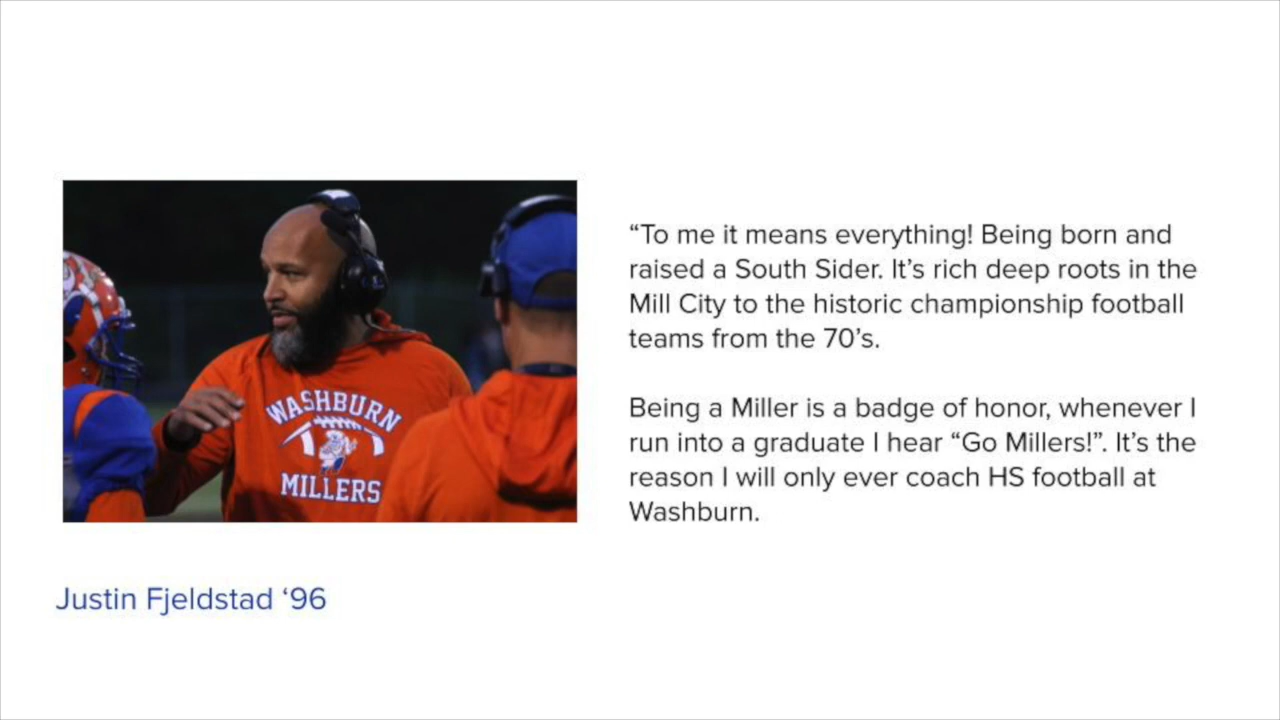 WASHBURN
MILLERS
“To me it means everything! Being born and
raised a South Sider. It’s rich deep roots in the
Mill City to the historic championship football
teams from the 70’s.
Being a Miller is a badge of honor, whenever I
run into a graduate I hear “Go Millers!”. It’s the
reason I will only ever coach HS football at
Washburn.
Justin Fjeldstad ‘96